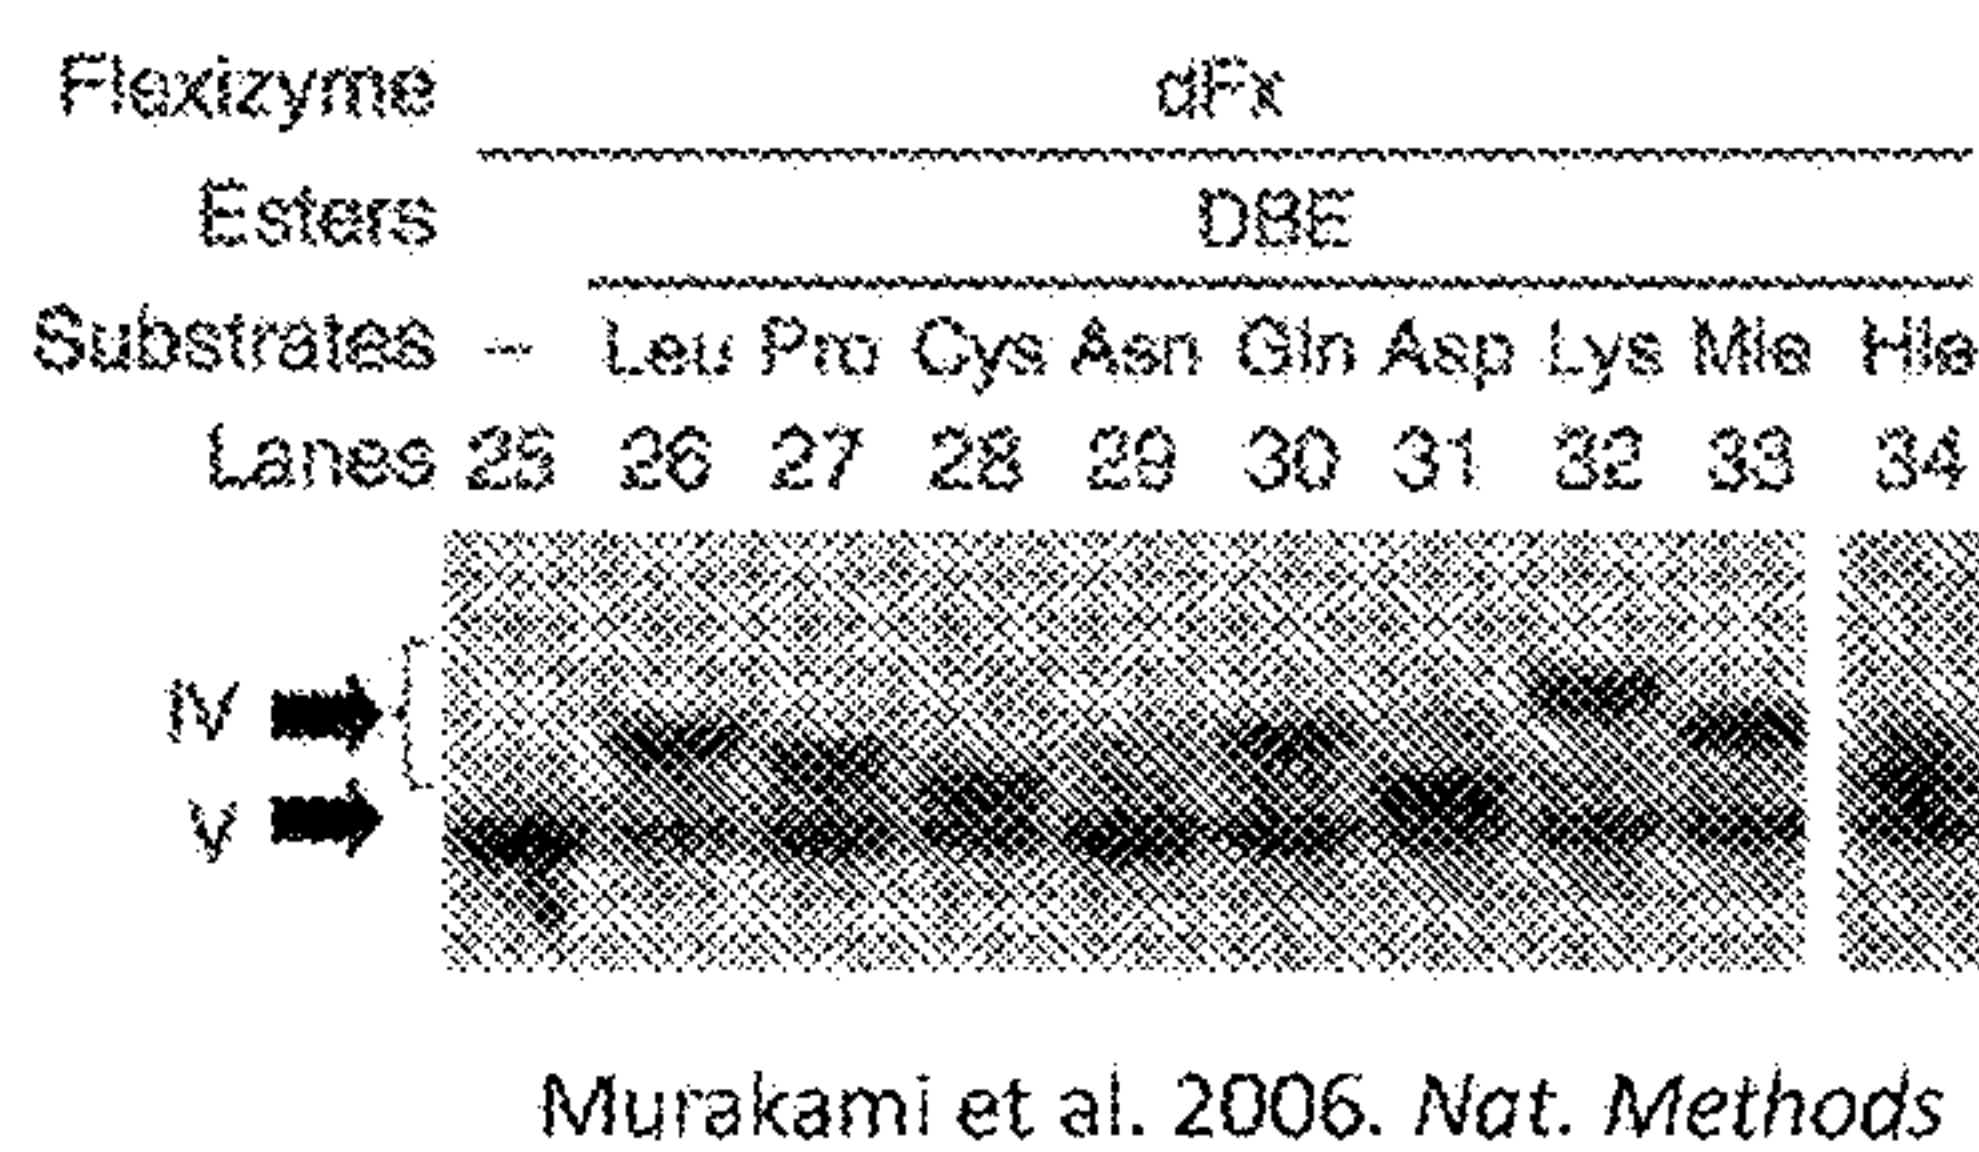 Flexizyme dFx
Esters DBE
Substrates – Leu Pro Cys Asn Gln Asp Lys Mle Hle
Lanes 25 26 27 28 29 30 31 32 33 34
IV
V
Murakami et al. 2006. Nat. Methods